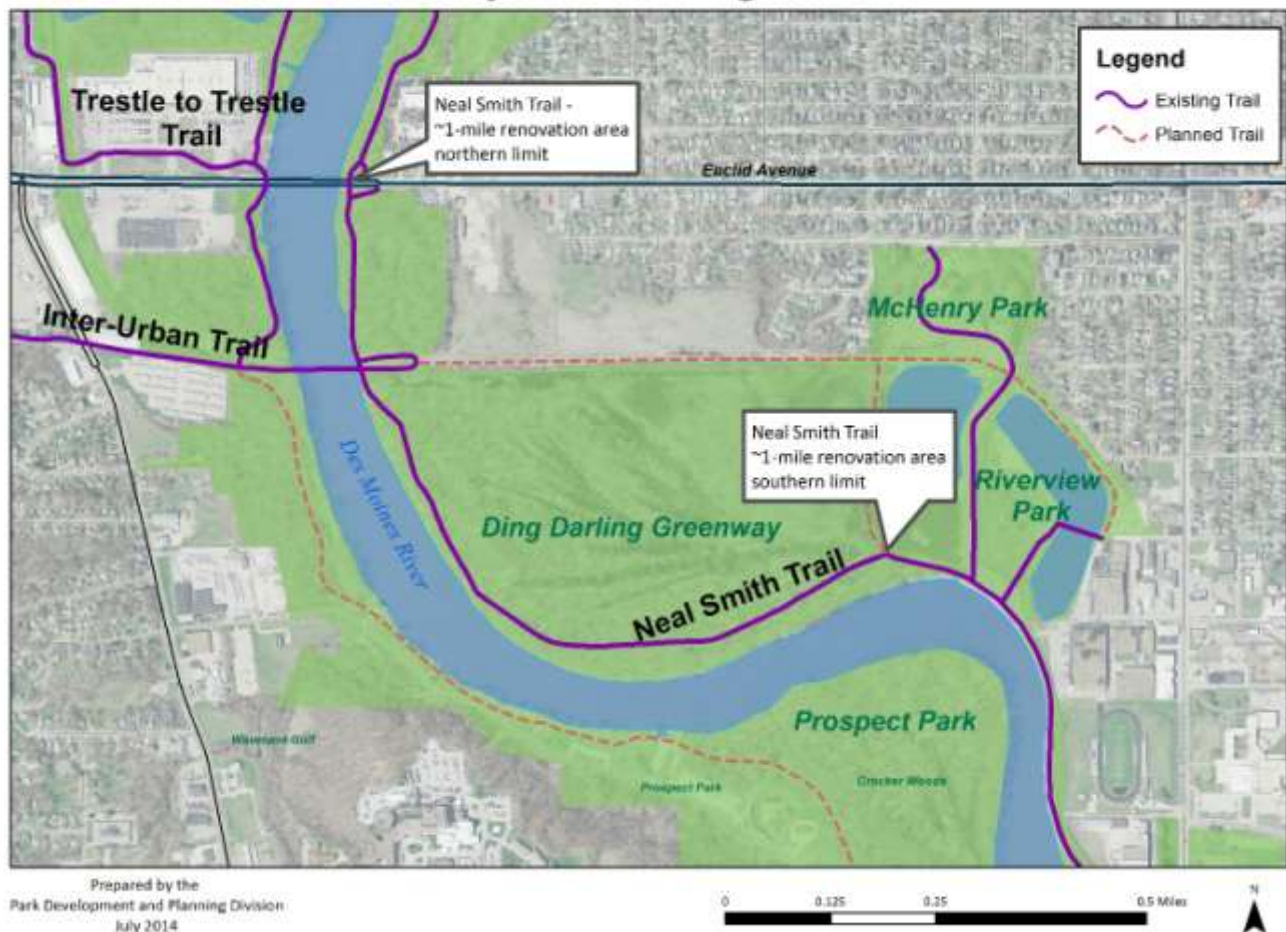 Legend
Existing Trail
Planned Trail
Trestle to Trestle
Trail
Neal Smith Trail -
~1-mile renovation area
northern limit
Euclid Avenue
McHenry Park
Inter-Urban Trail
Neal Smith Trail
~1-mile renovation area
southern limit
Riverview
Park
Des Moines River
Ding Darling Greenway
Neal Smith Trail
Prospect Park
Waveland Golf
Prospect Park
Crocker Woods
Prepared by the
Park Development and Planning Division
July 2014
0 0.125 0.25 0.5 Miles
N